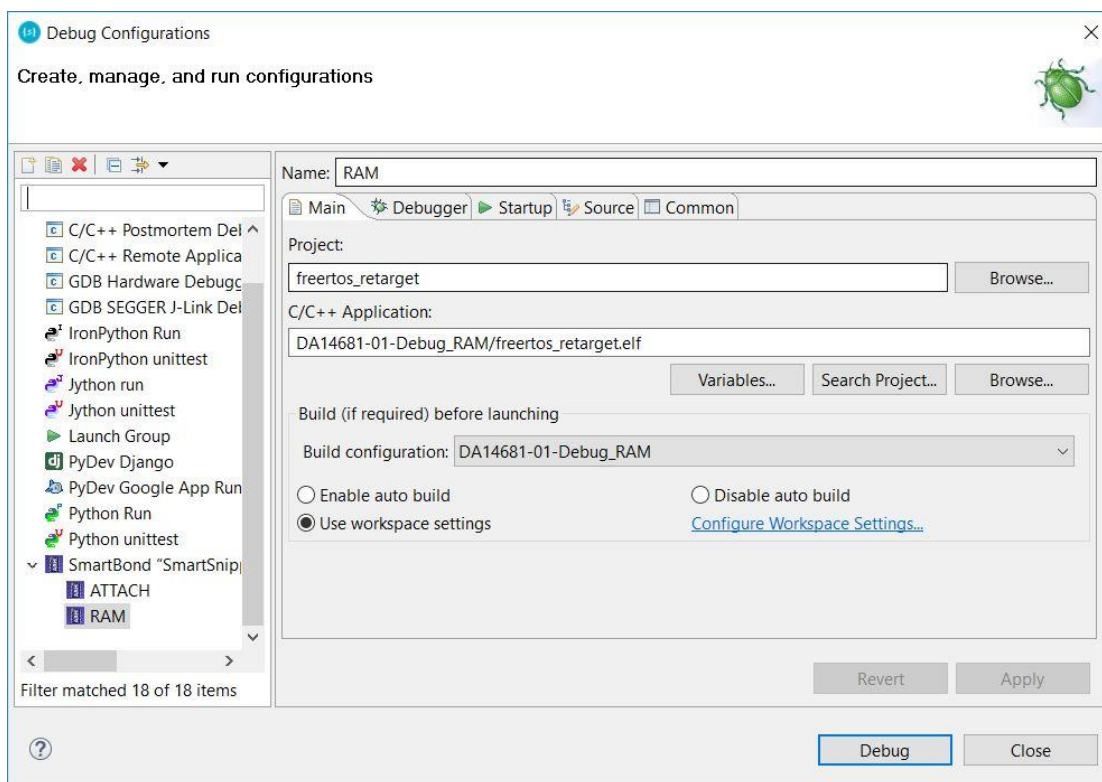 Debug Configurations
Create, manage, and run configurations
Name: RAM
Main Debugger Startup Source Common
Project:
freertos_retarget Browse...
C/C++ Application:
DA14681-01-Debug_RAM/freertos_retarget.elf
Variables... Search Project... Browse...
Build (if required) before launching
Build configuration: DA14681-01-Debug_RAM
Enable auto build Disable auto build
Use workspace settings Configure Workspace Settings...
C/C++ Postmortem Del
C/C++ Remote Applica
GDB Hardware Debugg
GDB SEGGER J-Link Del
IronPython Run
IronPython unittest
Jython run
Jython unittest
Launch Group
dj PyDev Django
PyDev Google App Run
Python Run
Python unittest
SmartBond "SmartSnipp
ATTACH
RAM
Filter matched 18 of 18 items
Revert Apply
Debug Close